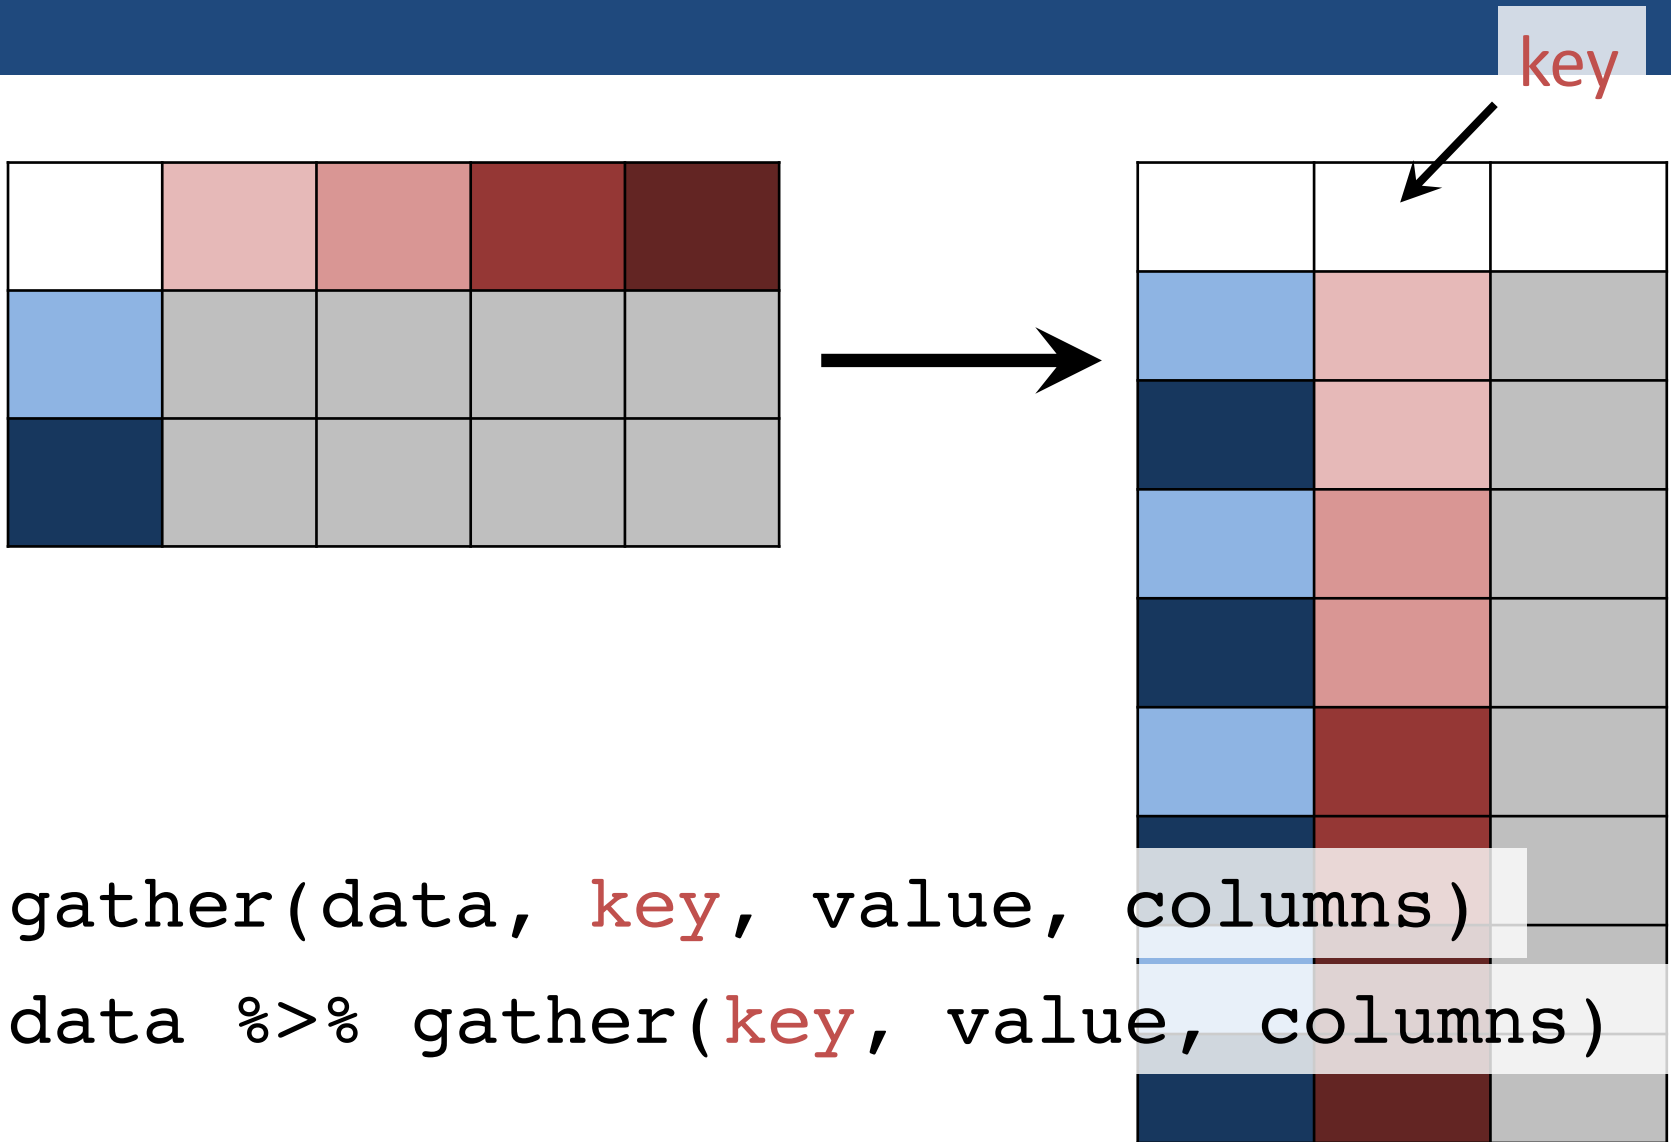 key
gather(data, key, value, columns)
data %>% gather(key, value, columns)